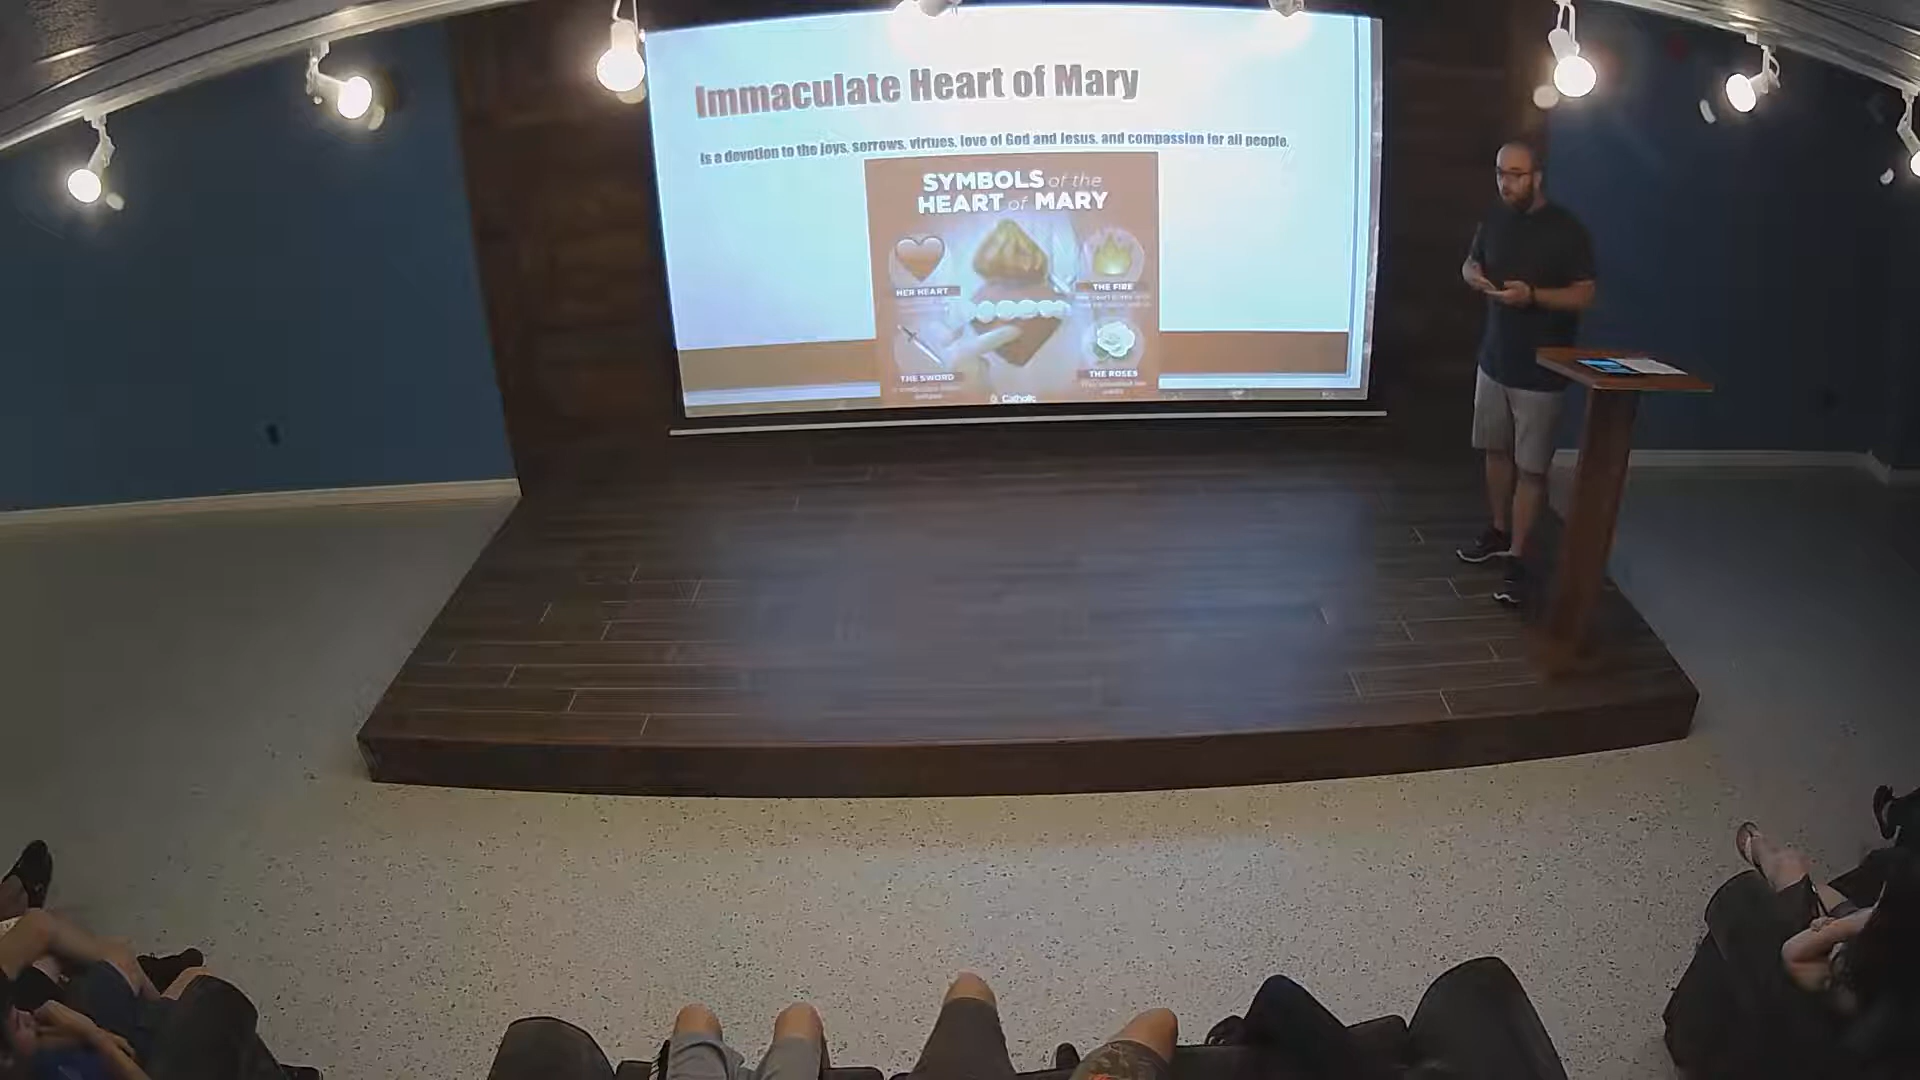 Immaculate Heart of Mary
Is a devotion to the joys, sorrows, virtues, love of God and Jesus, and compassion for all people.
SYMBOLS of the
HEART of MARY
HER HEART
THE FIRE
THE SWORD
THE ROSES
Catholic